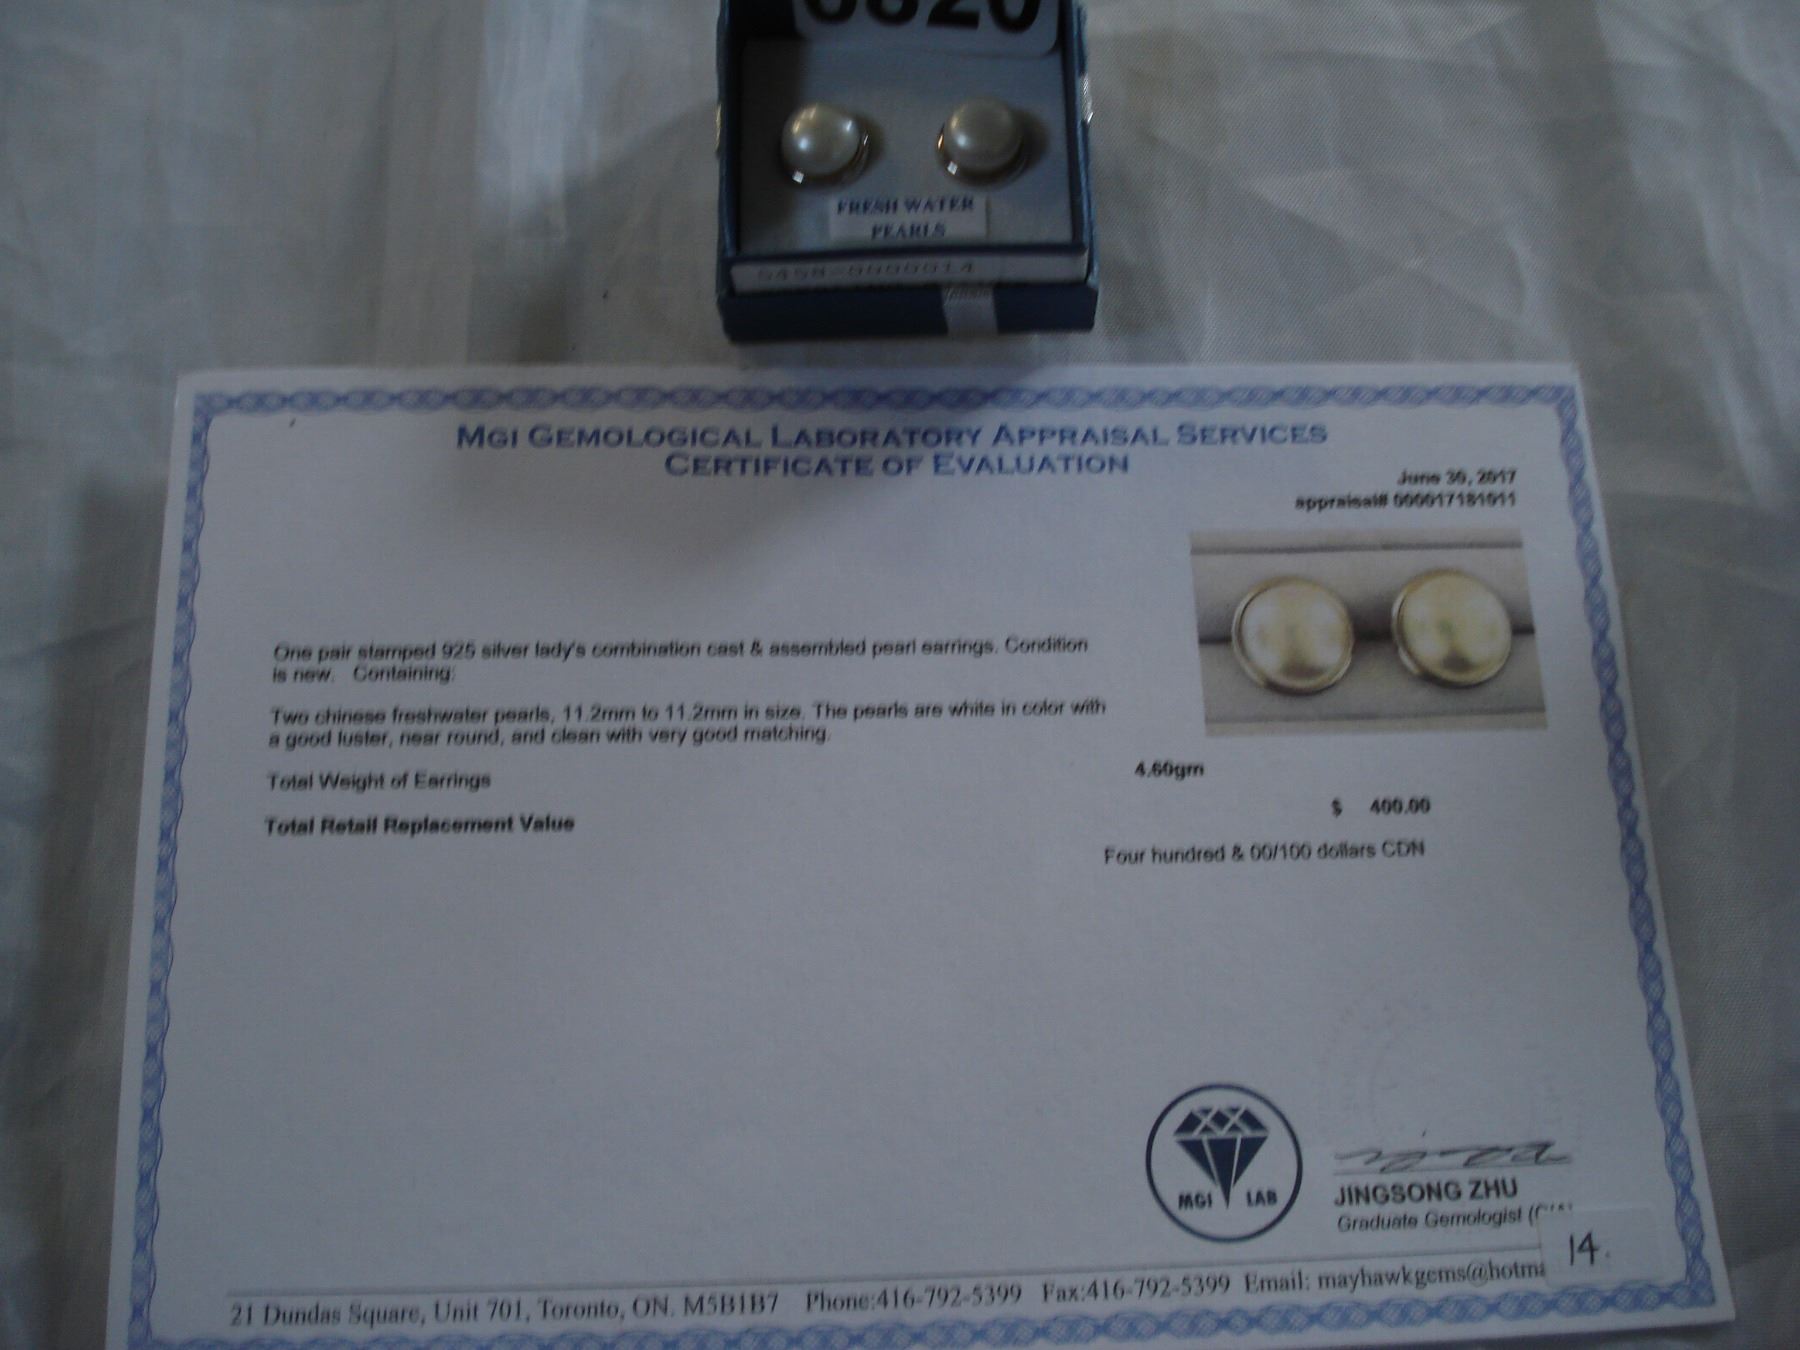 6820
FRESH WATER
PEARLS
MGI GEMOLOGICAL LABORATORY APPRAISAL SERVICES
CERTIFICATE OF EVALUATION
June 30, 2017
appraisal# 000017181011
One pair stamped 925 silver lady's combination cast & assembled pearl earrings. Condition
is new. Containing:
Two chinese freshwater pearls, 11.2mm to 11.2mm in size. The pearls are white in color with
a good luster, near round, and clean with very good matching.
Total Weight of Earrings 4.60gm
Total Retail Replacement Value $ 400.00
Four hundred & 00/100 dollars CDN
MGI LAB
JINGSONG ZHU
Graduate Gemologist
14.
21 Dundas Square, Unit 701, Toronto, ON. M5B1B7 Phone:416-792-5399 Fax:416-792-5399 Email: mayhawkgems@hotma